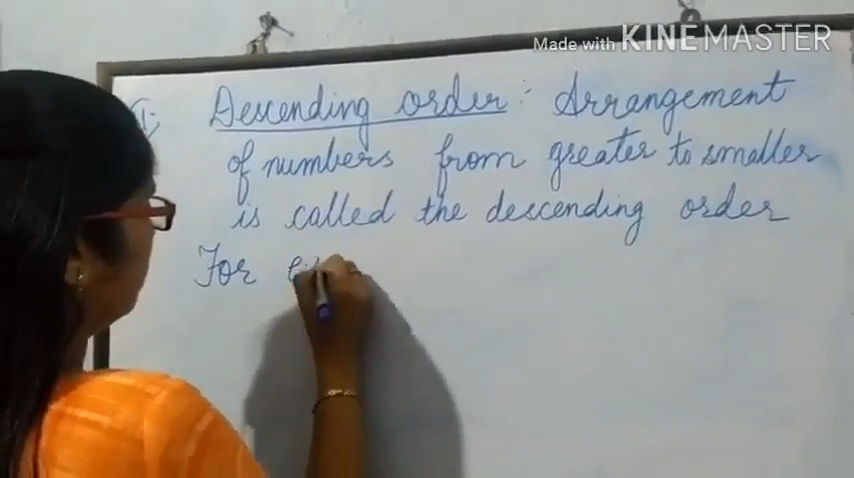 Made with KINEMASTER
Descending order : Arrangement
of numbers from greater to smaller
is called the descending order
For